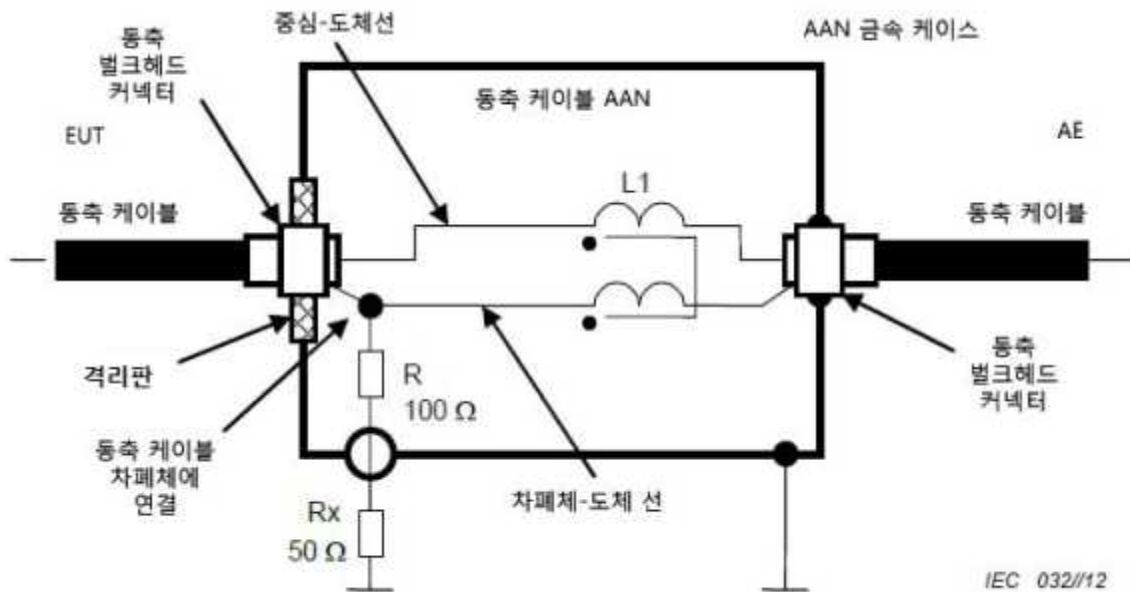 중심-도체선
AAN 금속 케이스
동축
벌크헤드
커넥터
동축 케이블 AAN
EUT
AE
L1
동축 케이블
동축 케이블
격리판
R
100 Ω
동축
벌크헤드
커넥터
동축 케이블
차폐체에
연결
차폐체-도체 선
Rx
50 Ω
IEC 032//12